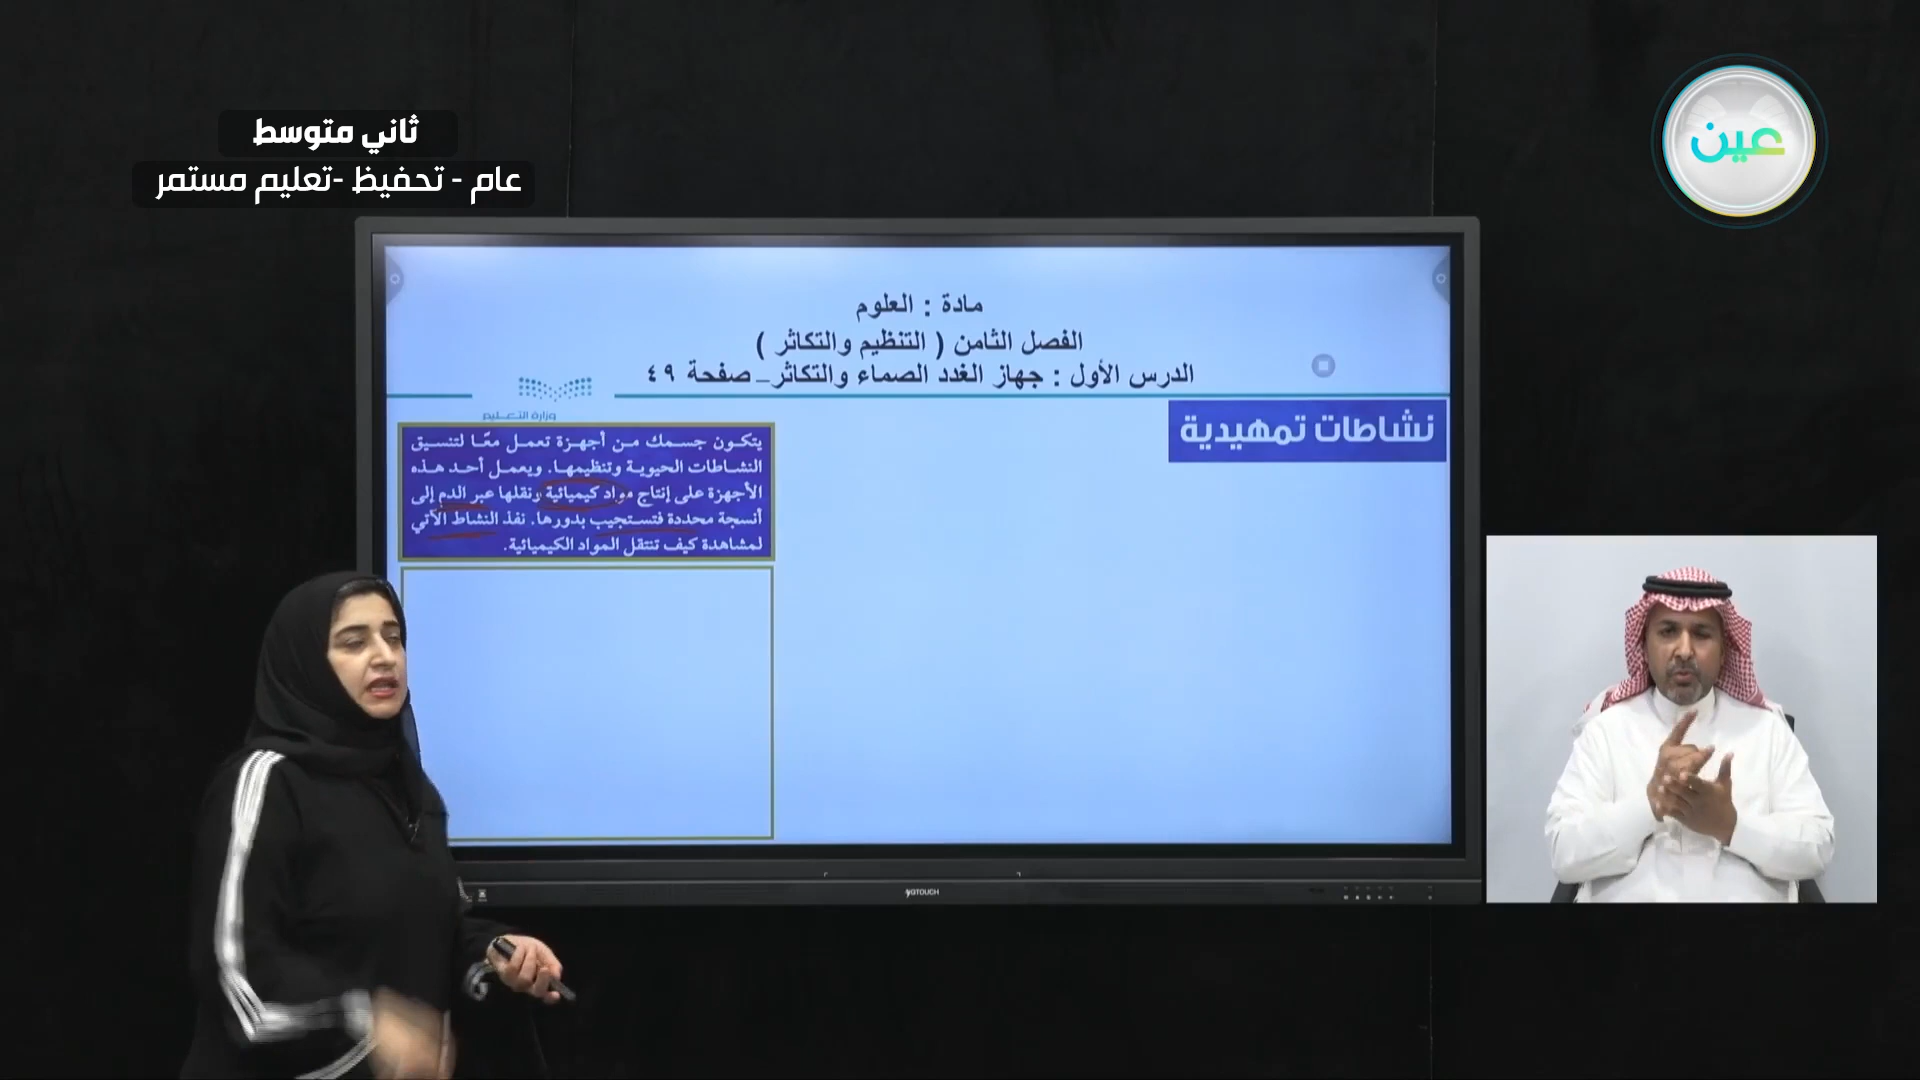 ثاني متوسط
عام - تحفيظ -تعليم مستمر
عين
مادة : العلوم
الفصل الثامن ( التنظيم والتكاثر )
الدرس الأول : جهاز الغدد الصماء والتكاثر_ صفحة ٤٩
وزارة التعليم
نشاطات تمهيدية
يتكون جسمك من أجهزة تعمل معًا لتنسيق
النشاطات الحيوية وتنظيمها. ويعمل أحد هذه
الأجهزة على إنتاج مواد كيميائية ونقلها عبر الدم إلى
أنسجة محددة فتستجيب بدورها. نفذ النشاط الآتي
لمشاهدة كيف تنتقل المواد الكيميائية.
VGTOUCH